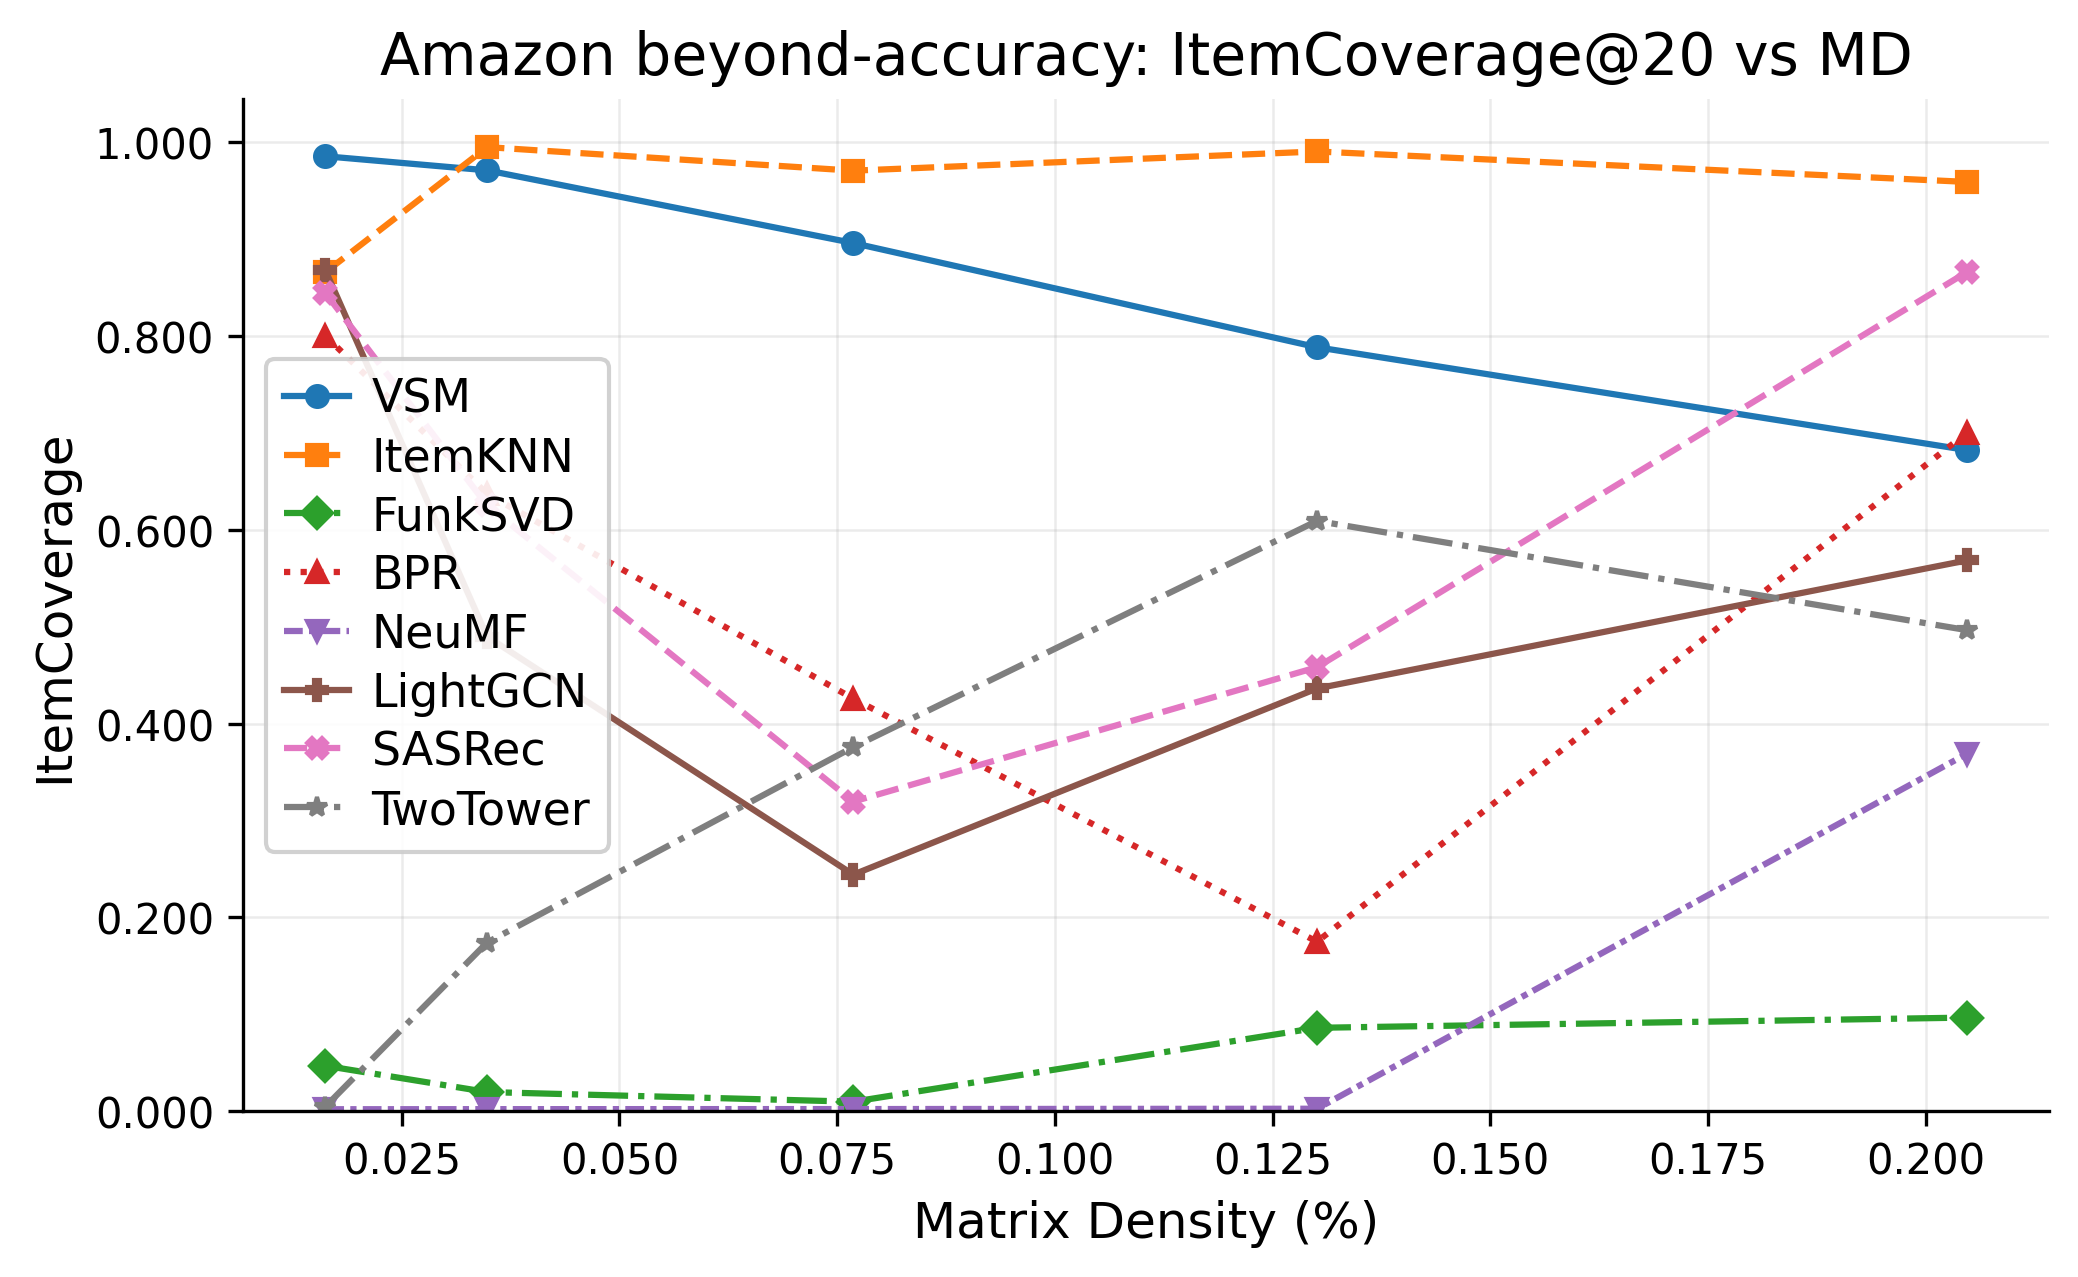 Amazon beyond-accuracy: ItemCoverage@20 vs MD
ItemCoverage
1.000
0.800
0.600
0.400
0.200
0.000
VSM
ItemKNN
FunkSVD
BPR
NeuMF
LightGCN
SASRec
TwoTower
0.025 0.050 0.075 0.100 0.125 0.150 0.175 0.200
Matrix Density (%)